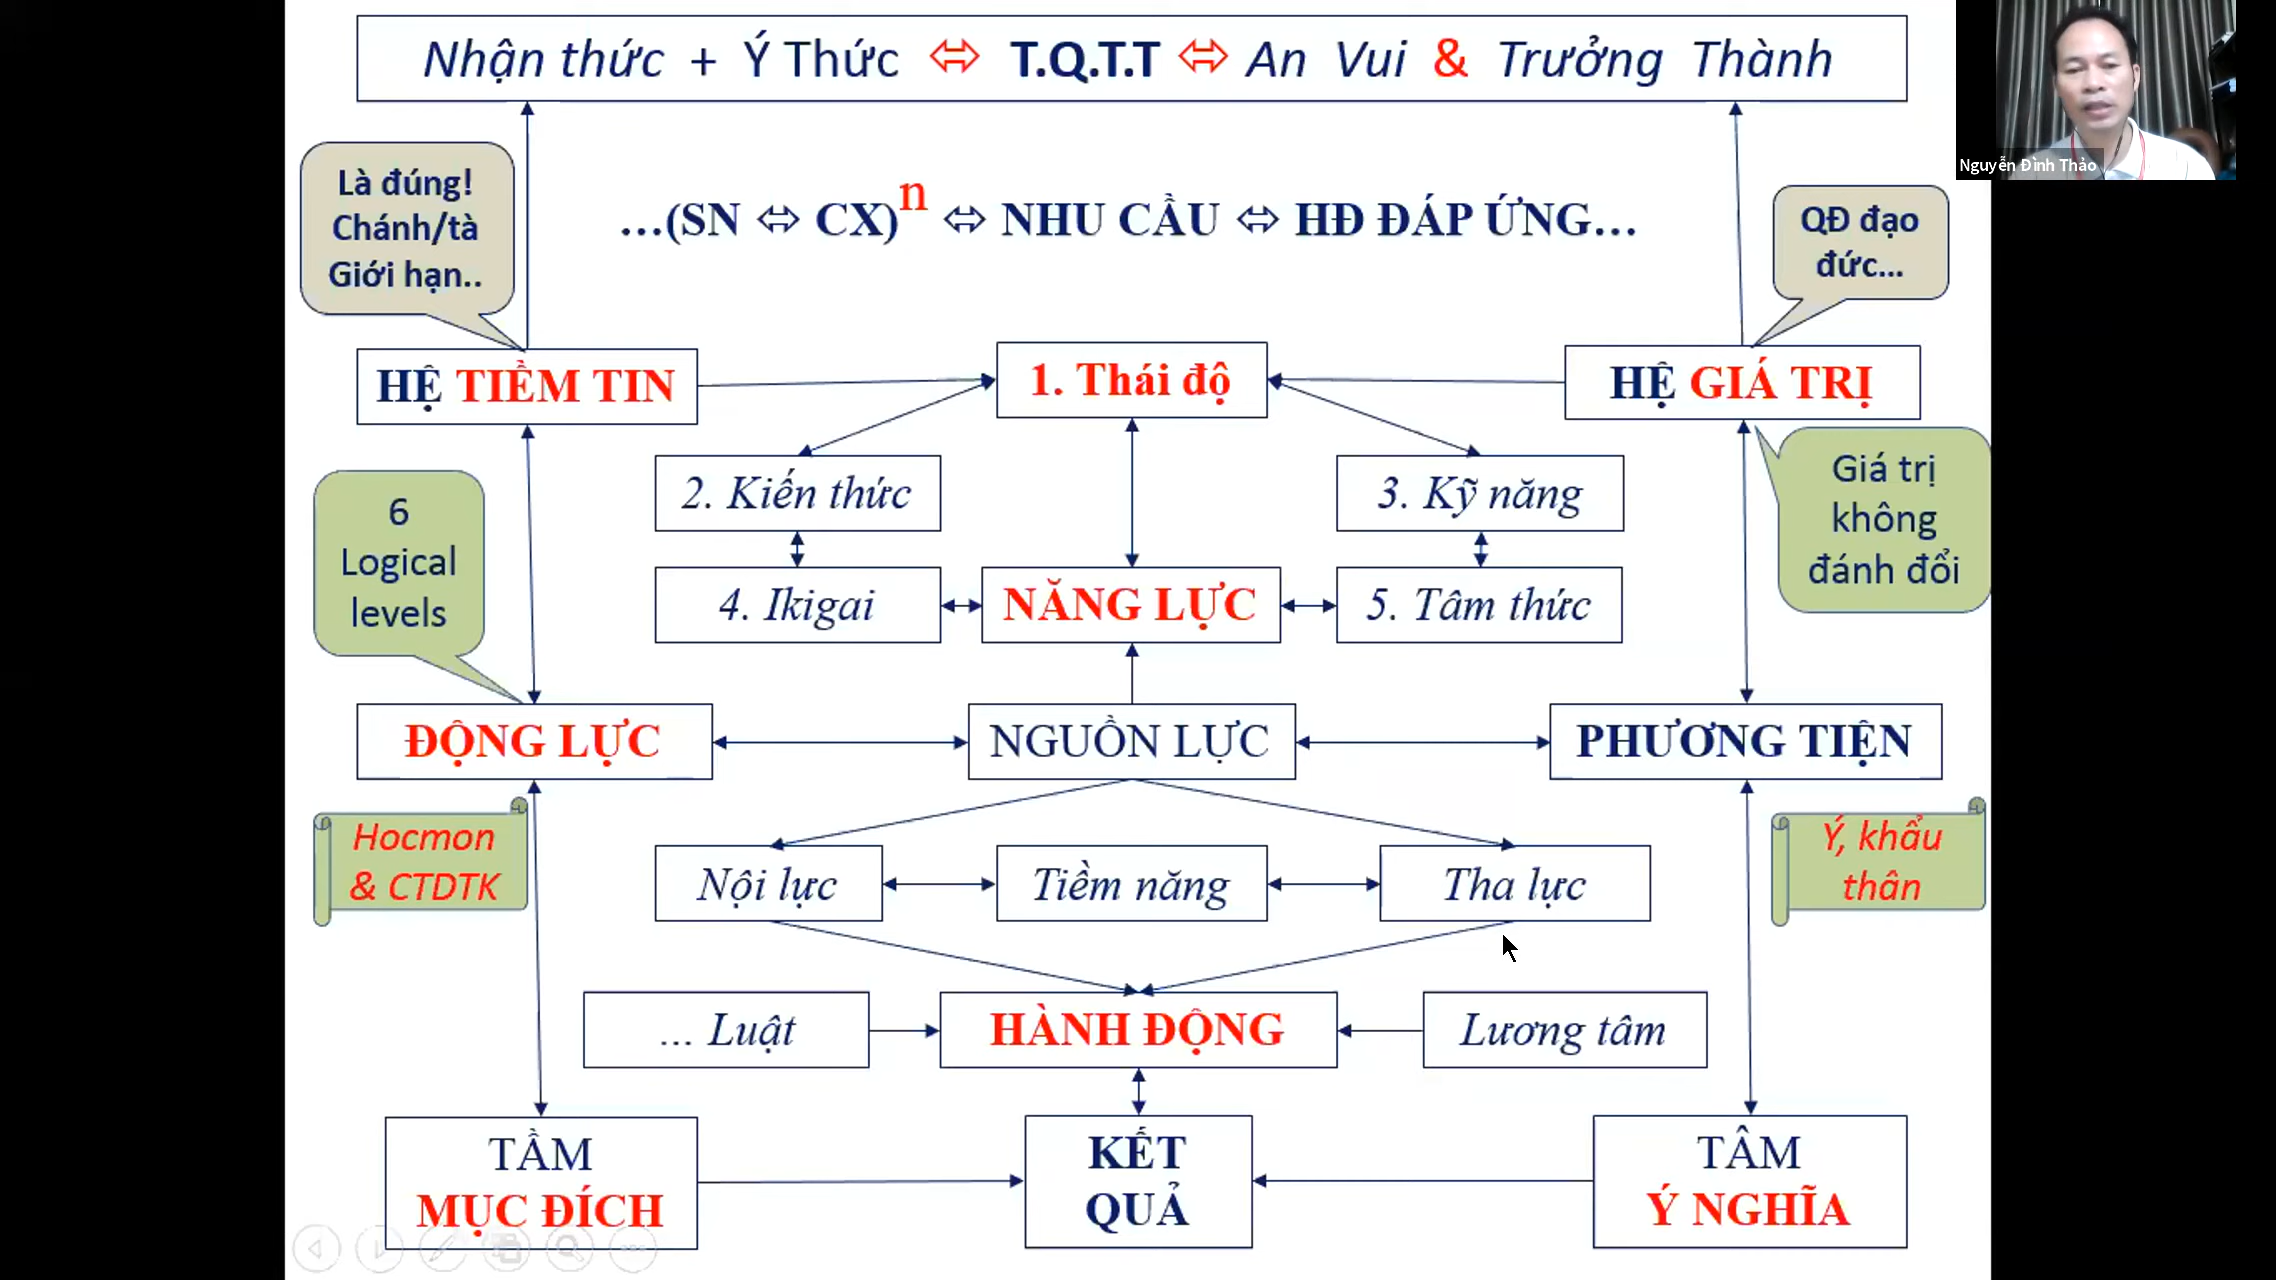 Nhận thức + Ý Thức ⬄ T.Q.T.T ⬄ An Vui & Trưởng Thành
Nguyễn Đình Thảo
Là đúng!
Chánh/tà
Giới hạn..
...(SN ⬄ CX)ⁿ ⬄ NHU CẦU ⬄ HĐ ĐÁP ỨNG...
QĐ đạo
đức...
HỆ TIỀM TIN
1. Thái độ
HỆ GIÁ TRỊ
6
Logical
levels
2. Kiến thức
3. Kỹ năng
Giá trị
không
đánh đổi
4. Ikigai
NĂNG LỰC
5. Tâm thức
ĐỘNG LỰC
NGUỒN LỰC
PHƯƠNG TIỆN
Hocmon
& CTDTK
Nội lực
Tiềm năng
Tha lực
Ý, khẩu
thân
... Luật
HÀNH ĐỘNG
Lương tâm
TẦM
MỤC ĐÍCH
KẾT
QUẢ
TÂM
Ý NGHĨA